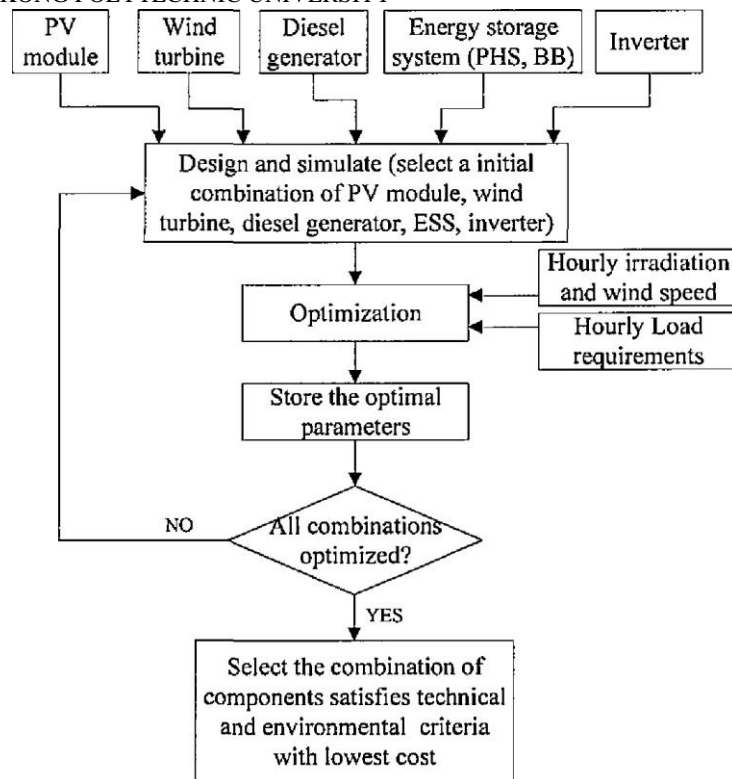 PV
module
Wind
turbine
Diesel
generator
Energy storage
system (PHS, BB)
Inverter
Design and simulate (select a initial
combination of PV module, wind
turbine, diesel generator, ESS, inverter)
Hourly irradiation
and wind speed
Optimization
Hourly Load
requirements
Store the optimal
parameters
NO
All combinations
optimized?
YES
Select the combination of
components satisfies technical
and environmental criteria
with lowest cost